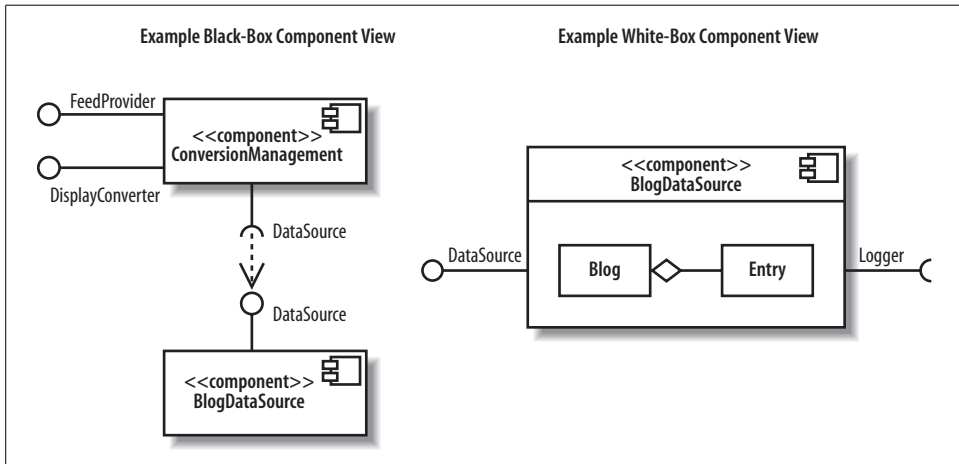 Example Black-Box Component View
FeedProvider
<<component>>
ConversionManagement
DisplayConverter
DataSource
DataSource
<<component>>
BlogDataSource
Example White-Box Component View
<<component>>
BlogDataSource
DataSource
Blog
Entry
Logger